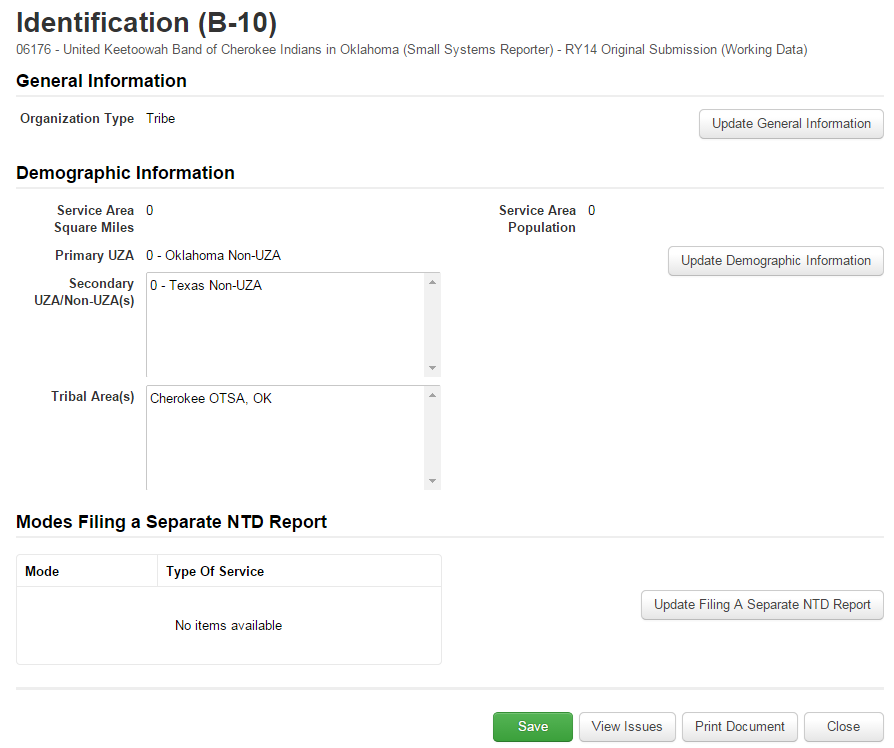 Identification (B-10)
06176 - United Keetoowah Band of Cherokee Indians in Oklahoma (Small Systems Reporter) - RY14 Original Submission (Working Data)
General Information
Organization Type Tribe
Update General Information
Demographic Information
Service Area Square Miles 0
Service Area Population 0
Primary UZA 0 - Oklahoma Non-UZA
Update Demographic Information
Secondary UZA/Non-UZA(s)
0 - Texas Non-UZA
Tribal Area(s)
Cherokee OTSA, OK
Modes Filing a Separate NTD Report
Mode Type Of Service
No items available
Update Filing A Separate NTD Report
Save View Issues Print Document Close